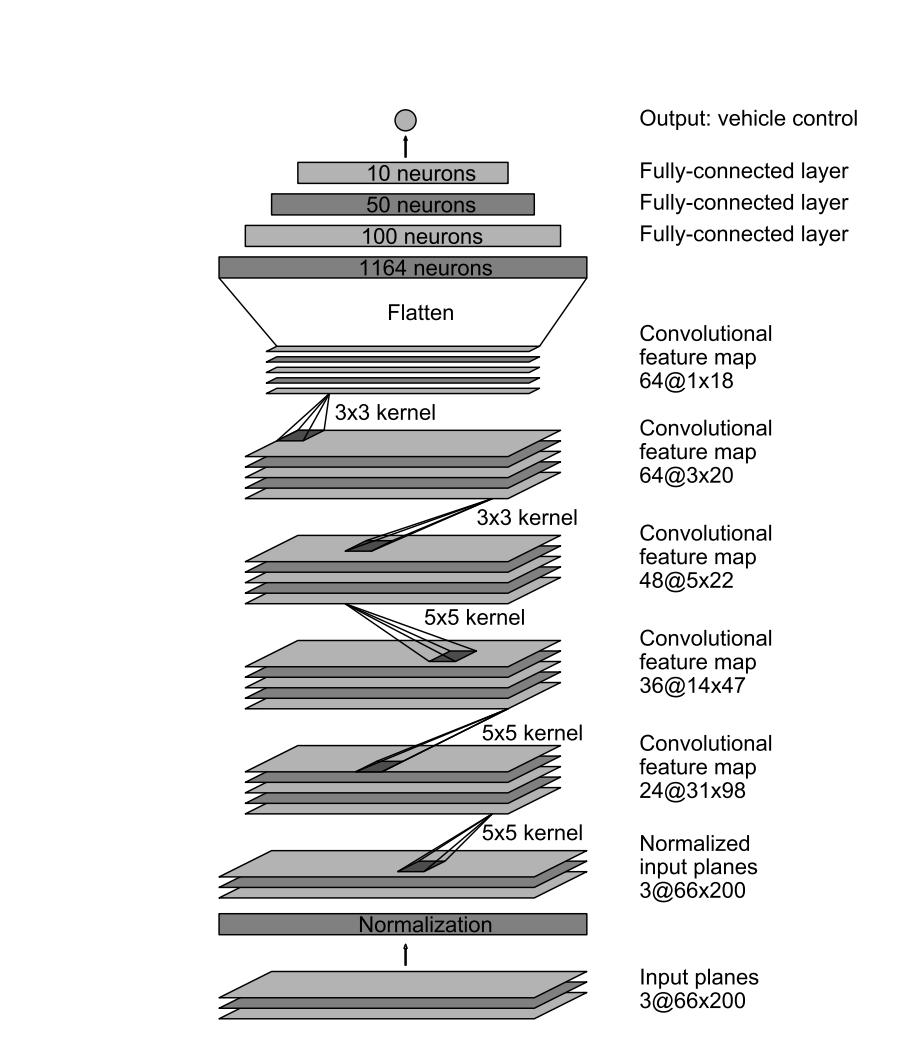 Output: vehicle control
10 neurons
Fully-connected layer
50 neurons
Fully-connected layer
100 neurons
Fully-connected layer
1164 neurons
Flatten
Convolutional
feature map
64@1x18
3x3 kernel
Convolutional
feature map
64@3x20
3x3 kernel
Convolutional
feature map
48@5x22
5x5 kernel
Convolutional
feature map
36@14x47
5x5 kernel
Convolutional
feature map
24@31x98
5x5 kernel
Normalized
input planes
3@66x200
Normalization
Input planes
3@66x200